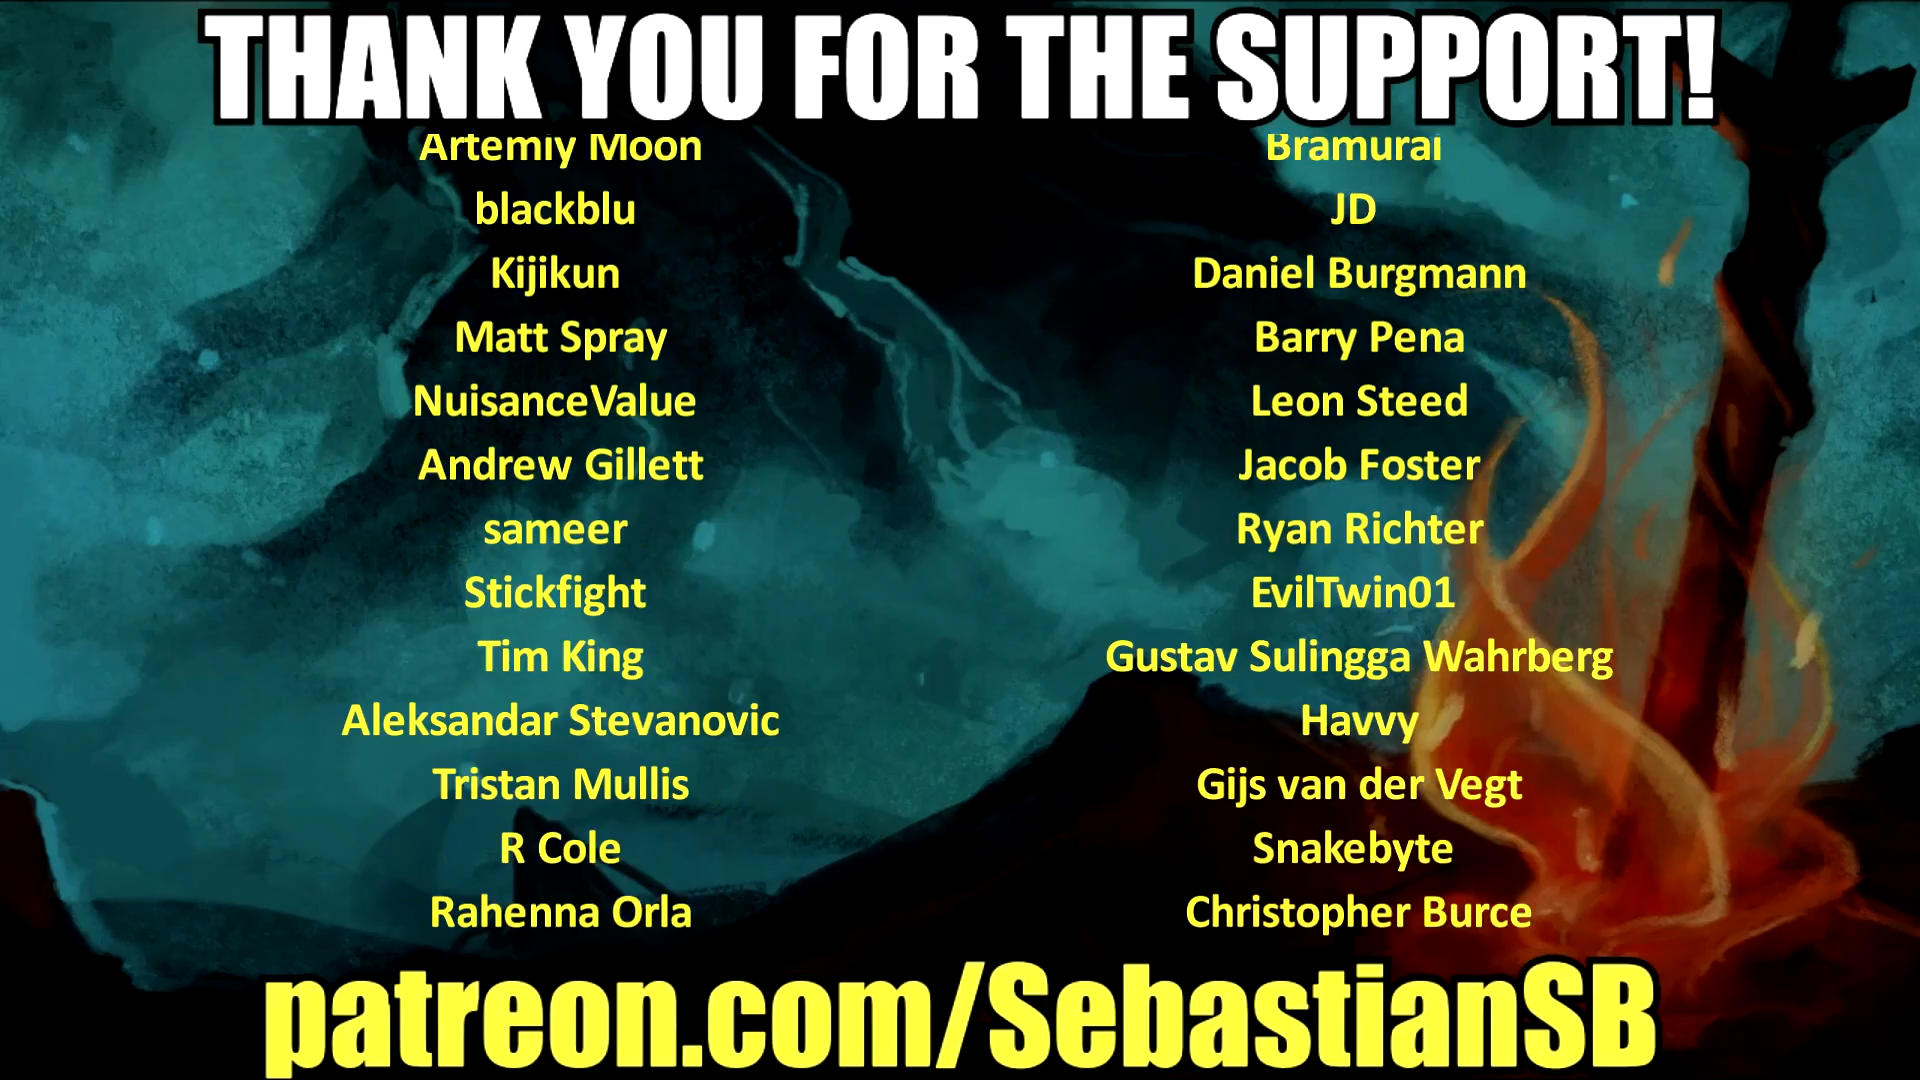 THANK YOU FOR THE SUPPORT!
Artemiy Moon
blackblu
Kijikun
Matt Spray
NuisanceValue
Andrew Gillett
sameer
Stickfight
Tim King
Aleksandar Stevanovic
Tristan Mullis
R Cole
Rahenna Orla
Bramurai
JD
Daniel Burgmann
Barry Pena
Leon Steed
Jacob Foster
Ryan Richter
EvilTwin01
Gustav Sulingga Wahrberg
Havvy
Gijs van der Vegt
Snakebyte
Christopher Burce
patreon.com/SebastianSB